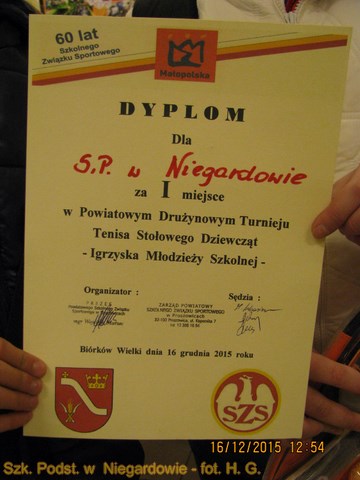 60 lat
Szkolnego
Związku Sportowego
Małopolska
DYPLOM
Dla
S.P. w Niegardowie
za I miejsce
w Powiatowym Drużynowym Turnieju
Tenisa Stołowego Dziewcząt
- Igrzyska Młodzieży Szkolnej -
Organizator :
Sędzia :
ZARZĄD POWIATOWY
SZKOLNEGO ZWIĄZKU SPORTOWEGO
w Proszowicach
Biórków Wielki dnia 16 grudnia 2015 roku
SZS
16/12/2015 12:54
Szk. Podst. w Niegardowie - fot. H. G.